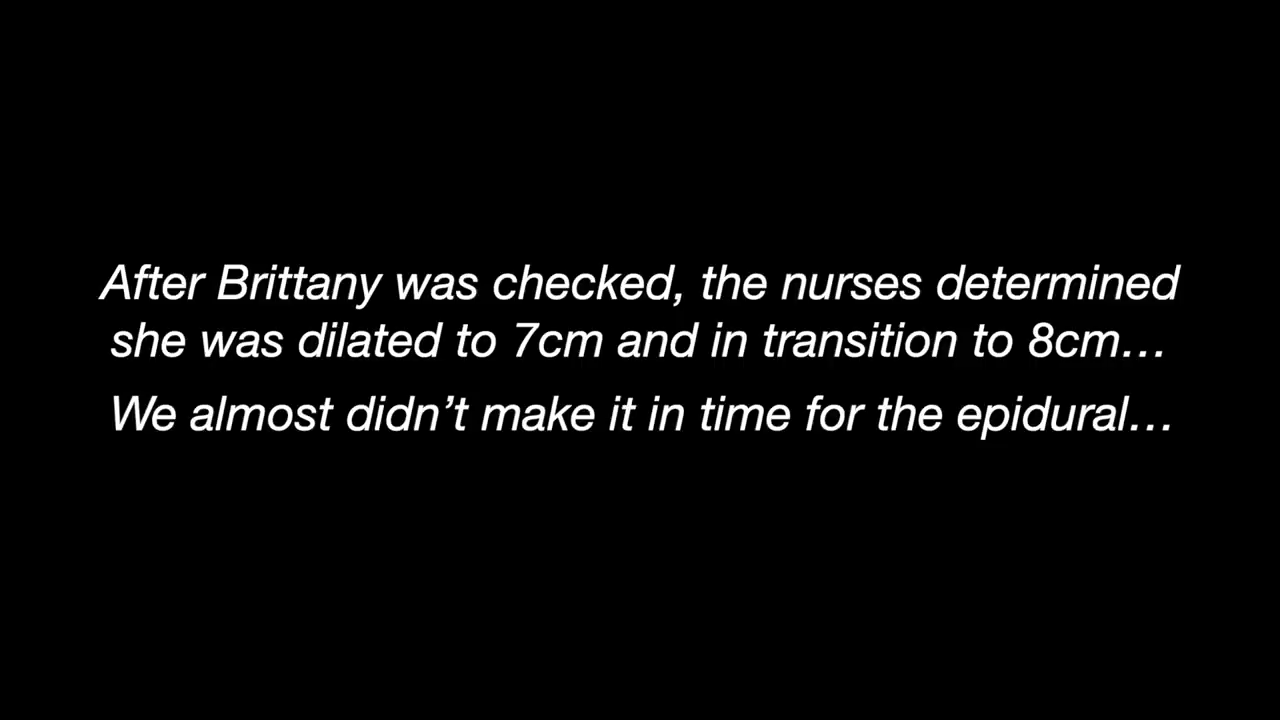 After Brittany was checked, the nurses determined
she was dilated to 7cm and in transition to 8cm…
We almost didn’t make it in time for the epidural…